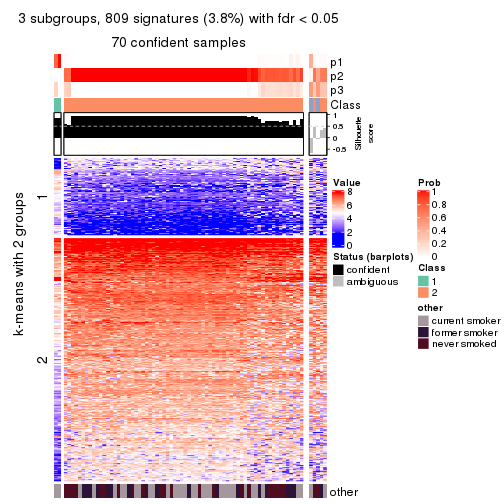 3 subgroups, 809 signatures (3.8%) with fdr < 0.05
70 confident samples
p1
p2
p3
Class
1
0.5
0
-0.5
Silhouette
score
k-means with 2 groups
1
2
Value
8
6
4
2
0
Status (barplots)
confident
ambiguous
Prob
1
0.8
0.6
0.4
0.2
0
Class
1
2
other
current smoker
former smoker
never smoked
other